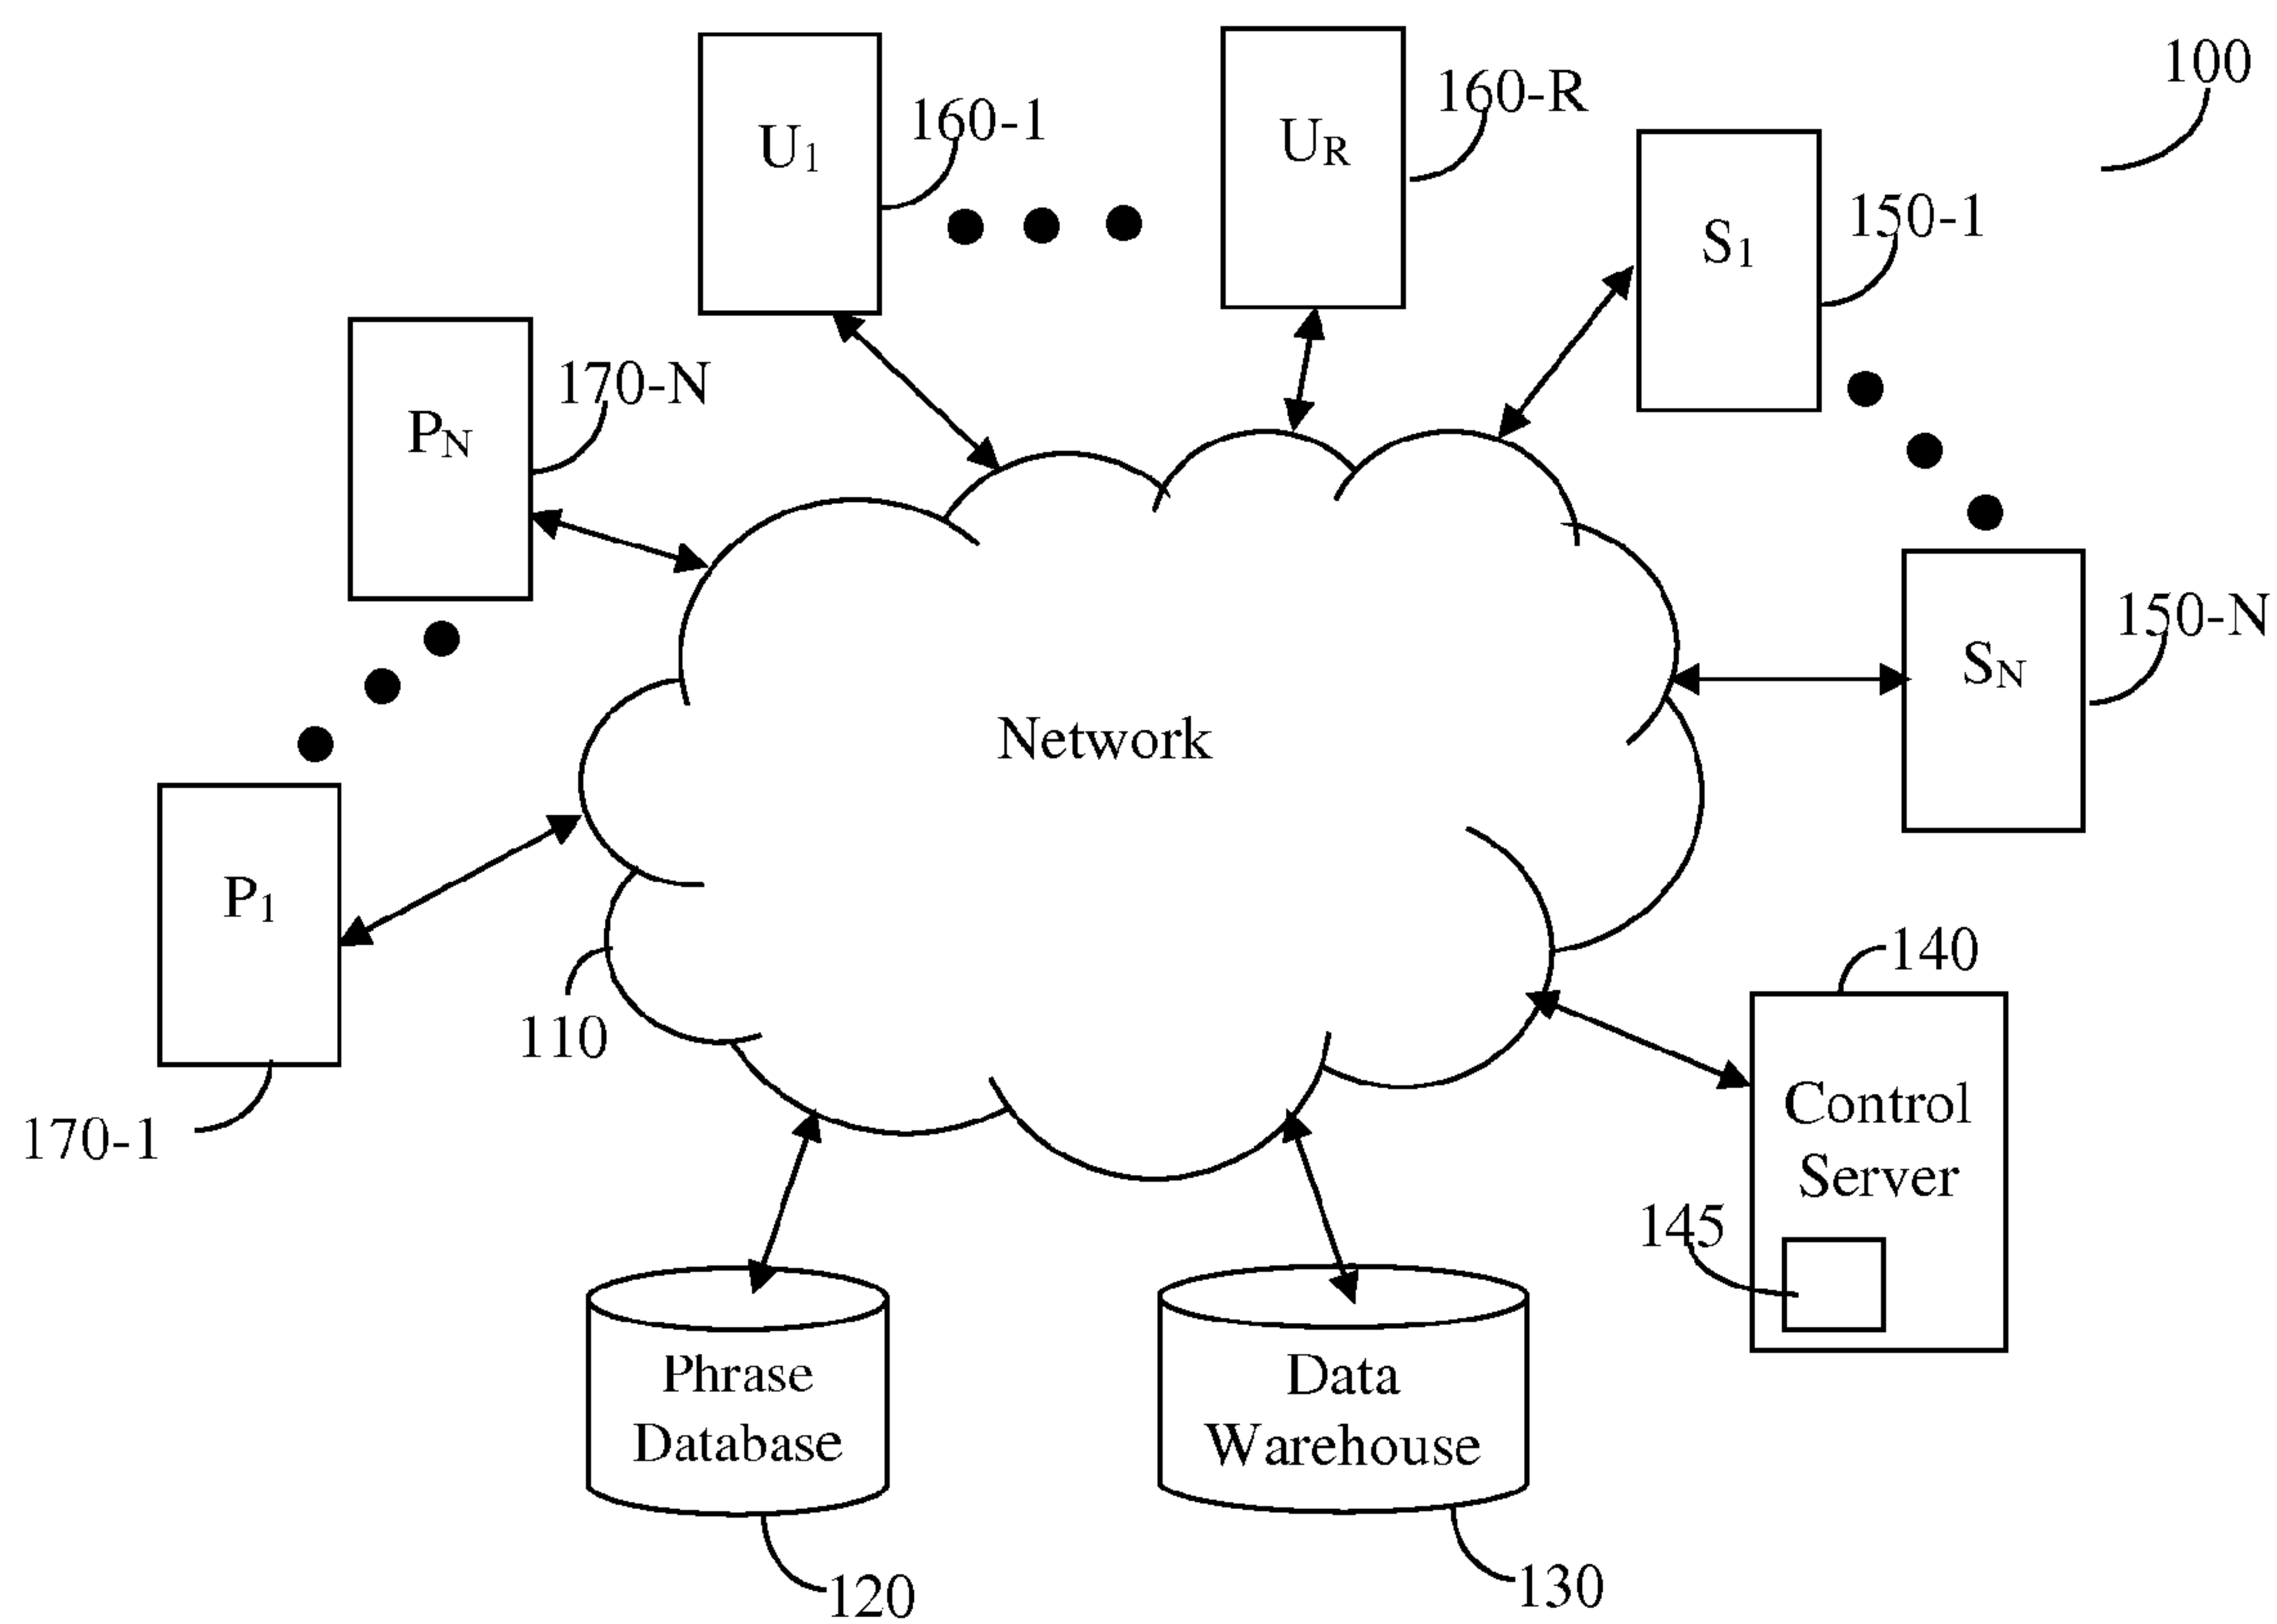 100
U1
160-1
UR
160-R
S1
150-1
PN
170-N
SN
150-N
Network
P1
170-1
110
140
Control
Server
145
Phrase
Database
120
Data
Warehouse
130